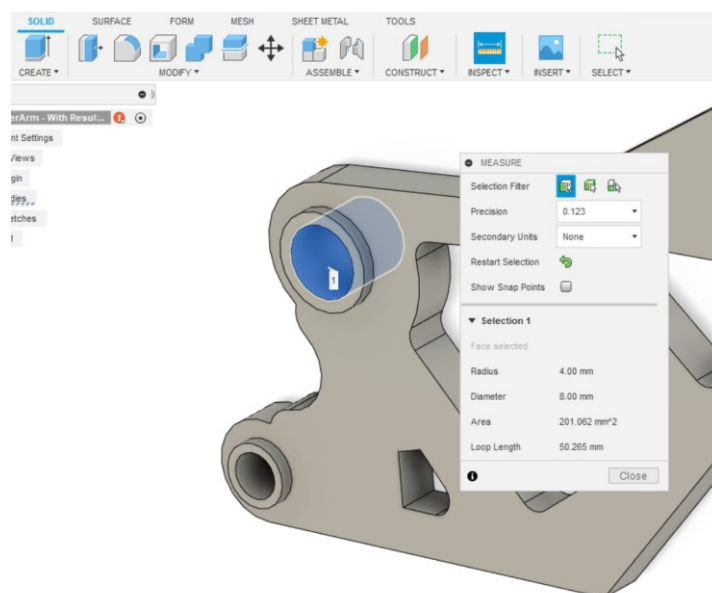 SOLID SURFACE FORM MESH SHEET METAL TOOLS
CREATE ▾ MODIFY ▾ ASSEMBLE ▾ CONSTRUCT ▾ INSPECT ▾ INSERT ▾ SELECT ▾
erArm - With Resul...
nt Settings
Views
gin
dies
etches
1
MEASURE
Selection Filter
Precision 0.123
Secondary Units None
Restart Selection
Show Snap Points
Selection 1
Face selected
Radius 4.00 mm
Diameter 8.00 mm
Area 201.062 mm^2
Loop Length 50.265 mm
Close